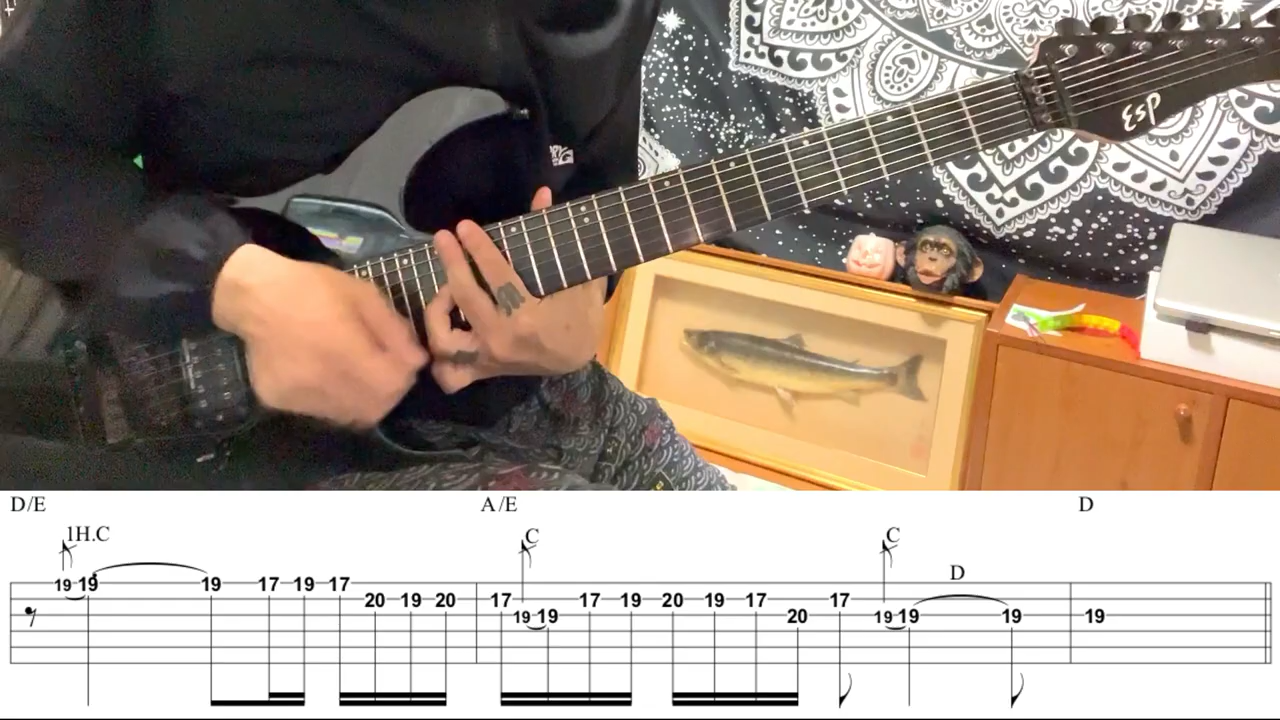 ESP
D/E A/E D
1H.C C C
D
19 19 19 17 19 17
20 19 20 17 17 19 20 19 17 17
19 19 20 19 19 19 19